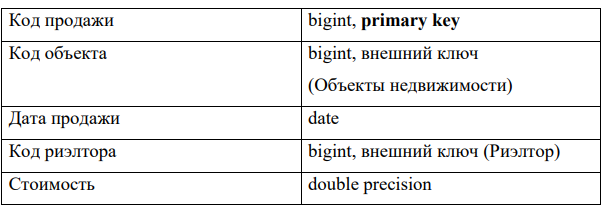 Код продажи bigint, primary key
Код объекта bigint, внешний ключ
(Объекты недвижимости)
Дата продажи date
Код риэлтора bigint, внешний ключ (Риэлтор)
Стоимость double precision